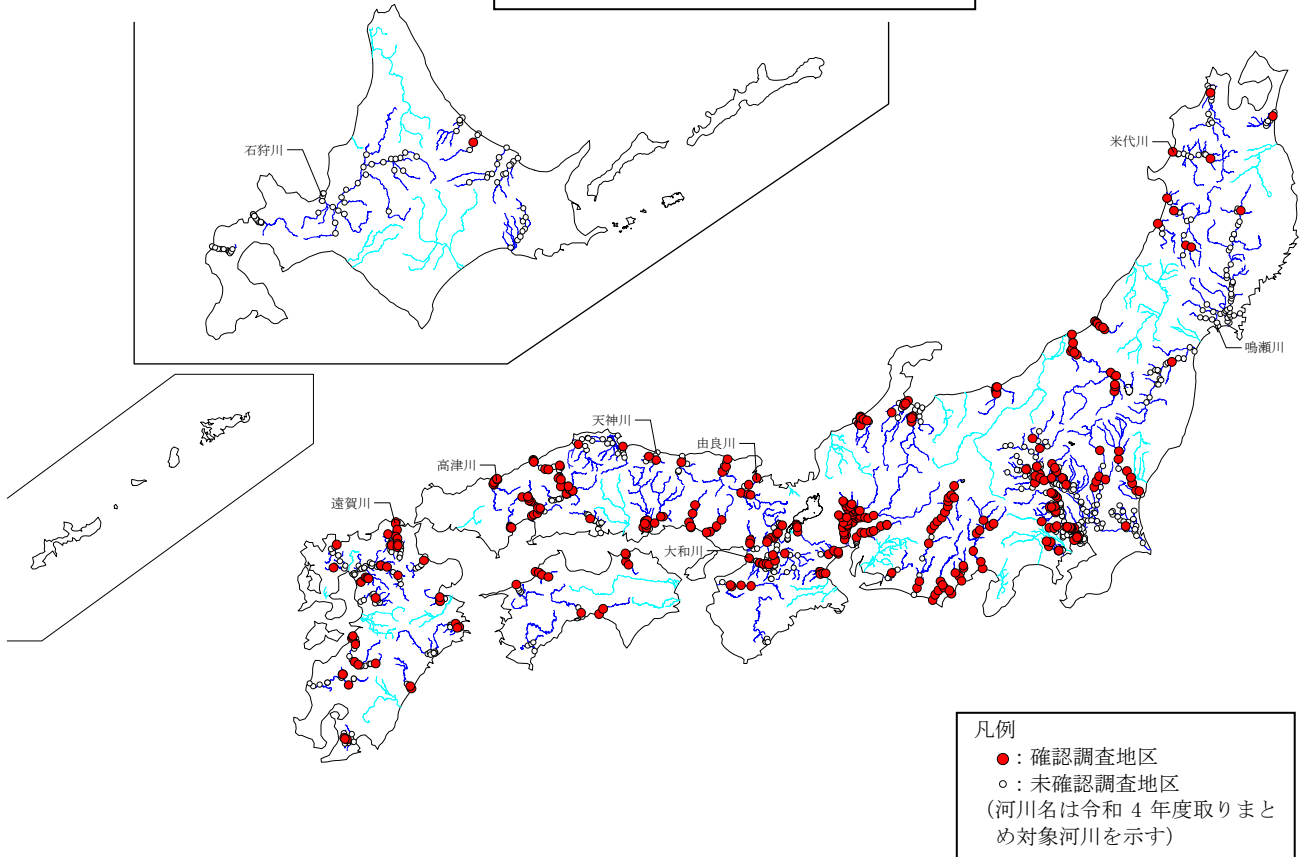 石狩川
米代川
鳴瀬川
天神川
由良川
高津川
遠賀川
大和川
凡例
●：確認調査地区
○：未確認調査地区
(河川名は令和 4 年度取りまと
め対象河川を示す)